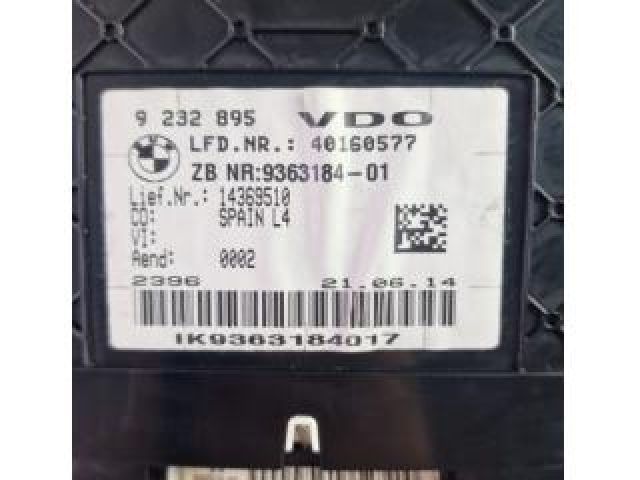 9 232 895 VDO
BMW LFD.NR.: 40160577
ZB NR:9363184-01
Lief.Nr.: 14369510
CO: SPAIN L4
VI:
Aend: 0002
2396 21.06.14
IK9363184017